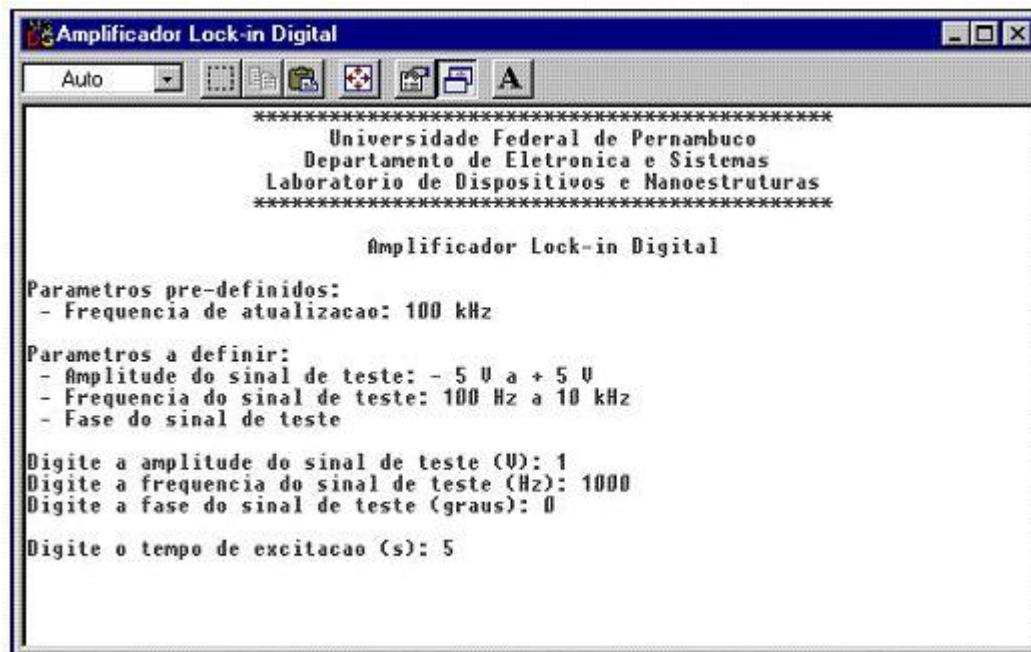 Amplificador Lock-in Digital
Auto
A
***********************************************
Universidade Federal de Pernambuco
Departamento de Eletronica e Sistemas
Laboratorio de Dispositivos e Nanoestruturas
***********************************************
Amplificador Lock-in Digital
Parametros pre-definidos:
- Frequencia de atualizacao: 100 kHz
Parametros a definir:
- Amplitude do sinal de teste: - 5 V a + 5 V
- Frequencia do sinal de teste: 100 Hz a 10 kHz
- Fase do sinal de teste
Digite a amplitude do sinal de teste (V): 1
Digite a frequencia do sinal de teste (Hz): 1000
Digite a fase do sinal de teste (graus): 0
Digite o tempo de excitacao (s): 5